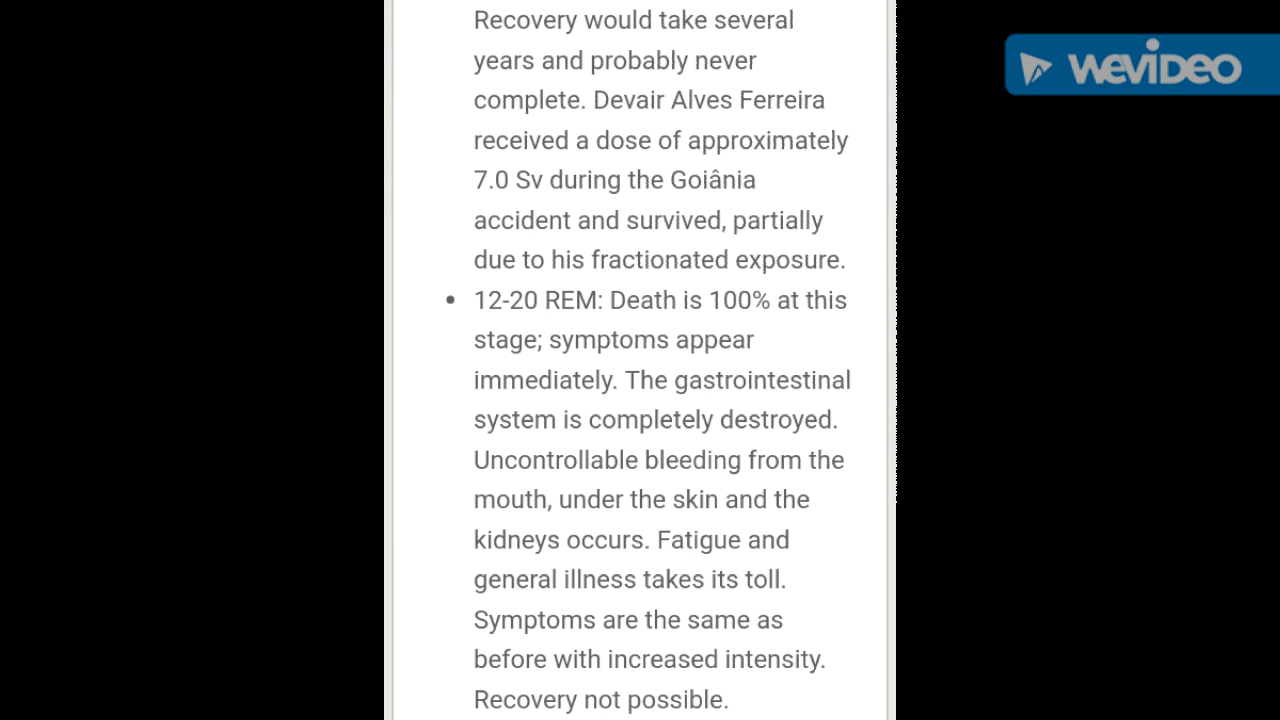 Recovery would take several
years and probably never
complete. Devair Alves Ferreira
received a dose of approximately
7.0 Sv during the Goiânia
accident and survived, partially
due to his fractionated exposure.
• 12-20 REM: Death is 100% at this
stage; symptoms appear
immediately. The gastrointestinal
system is completely destroyed.
Uncontrollable bleeding from the
mouth, under the skin and the
kidneys occurs. Fatigue and
general illness takes its toll.
Symptoms are the same as
before with increased intensity.
Recovery not possible.
WEVIDEO